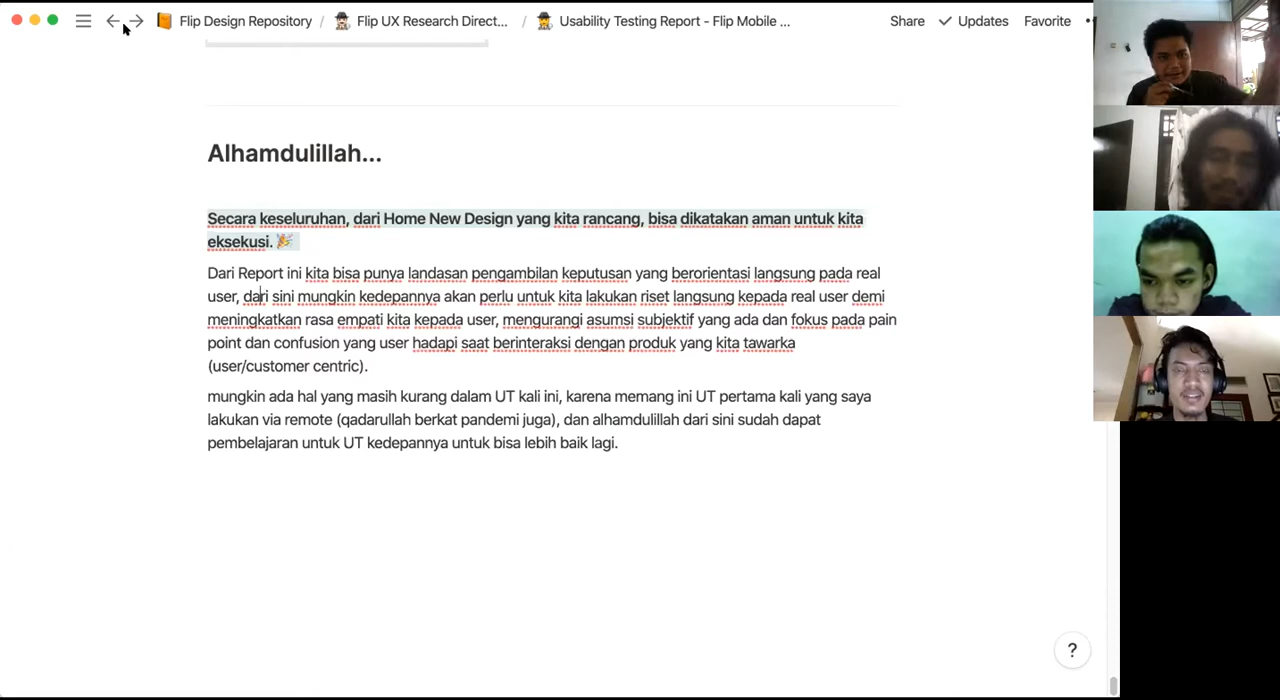 Flip Design Repository / Flip UX Research Direct... / Usability Testing Report - Flip Mobile ... Share Updates Favorite
Alhamdulillah...
Secara keseluruhan, dari Home New Design yang kita rancang, bisa dikatakan aman untuk kita
eksekusi. 🎉
Dari Report ini kita bisa punya landasan pengambilan keputusan yang berorientasi langsung pada real
user, dari sini mungkin kedepannya akan perlu untuk kita lakukan riset langsung kepada real user demi
meningkatkan rasa empati kita kepada user, mengurangi asumsi subjektif yang ada dan fokus pada pain
point dan confusion yang user hadapi saat berinteraksi dengan produk yang kita tawarka
(user/customer centric).
mungkin ada hal yang masih kurang dalam UT kali ini, karena memang ini UT pertama kali yang saya
lakukan via remote (qadarullah berkat pandemi juga), dan alhamdulillah dari sini sudah dapat
pembelajaran untuk UT kedepannya untuk bisa lebih baik lagi.
?